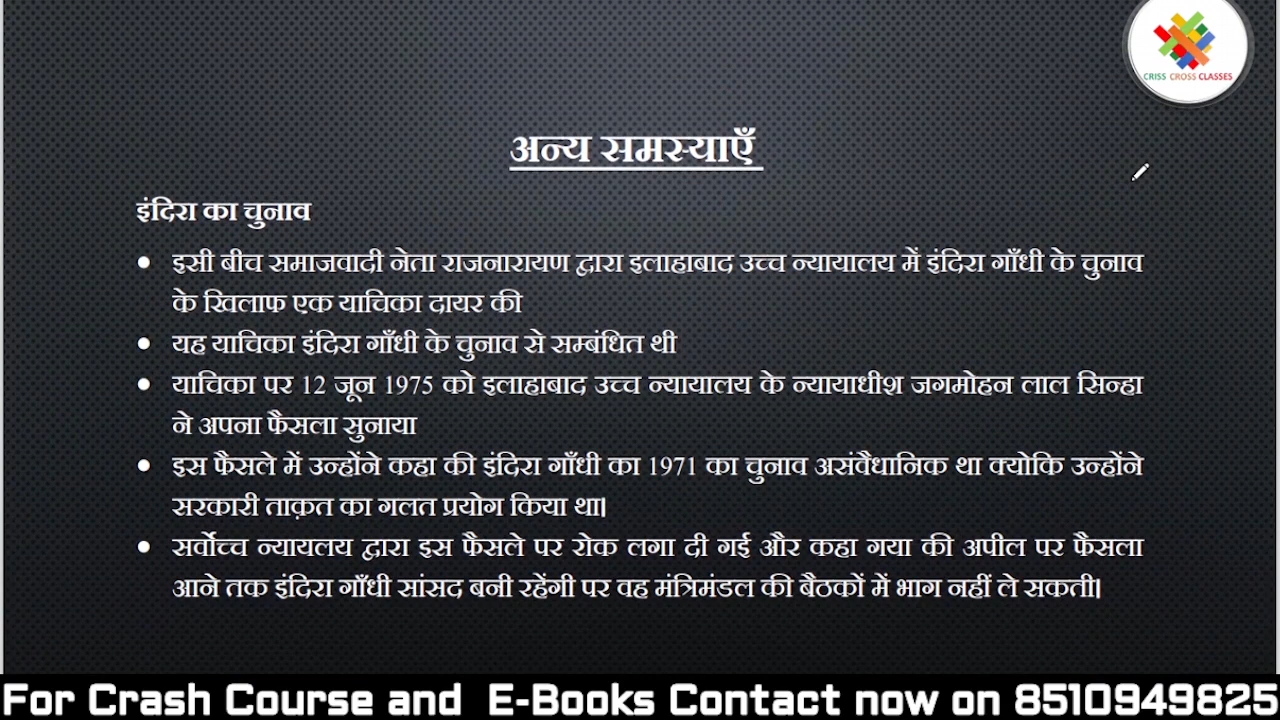 CRISS CROSS CLASSES
अन्य समस्याएँ
इंदिरा का चुनाव
• इसी बीच समाजवादी नेता राजनारायण द्वारा इलाहाबाद उच्च न्यायालय में इंदिरा गाँधी के चुनाव
के खिलाफ एक याचिका दायर की
• यह याचिका इंदिरा गाँधी के चुनाव से सम्बंधित थी
• याचिका पर 12 जून 1975 को इलाहाबाद उच्च न्यायालय के न्यायाधीश जगमोहन लाल सिन्हा
ने अपना फैसला सुनाया
• इस फैसले में उन्होंने कहा की इंदिरा गाँधी का 1971 का चुनाव असंवैधानिक था क्योकि उन्होंने
सरकारी ताक़त का गलत प्रयोग किया था।
• सर्वोच्च न्यायलय द्वारा इस फैसले पर रोक लगा दी गई और कहा गया की अपील पर फैसला
आने तक इंदिरा गाँधी सांसद बनी रहेंगी पर वह मंत्रिमंडल की बैठकों में भाग नहीं ले सकती।
For Crash Course and E-Books Contact now on 8510949825